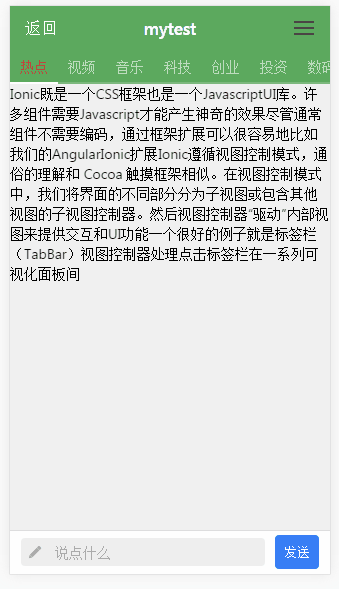 返回 mytest
热点 视频 音乐 科技 创业 投资 数码
Ionic既是一个CSS框架也是一个JavascriptUI库。许
多组件需要Javascript才能产生神奇的效果尽管通常
组件不需要编码，通过框架扩展可以很容易地比如
我们的AngularIonic扩展Ionic遵循视图控制模式，通
俗的理解和 Cocoa 触摸框架相似。在视图控制模式
中，我们将界面的不同部分分为子视图或包含其他
视图的子视图控制器。然后视图控制器“驱动”内部视
图来提供交互和UI功能一个很好的例子就是标签栏
（TabBar）视图控制器处理点击标签栏在一系列可
视化面板间
说点什么 发送